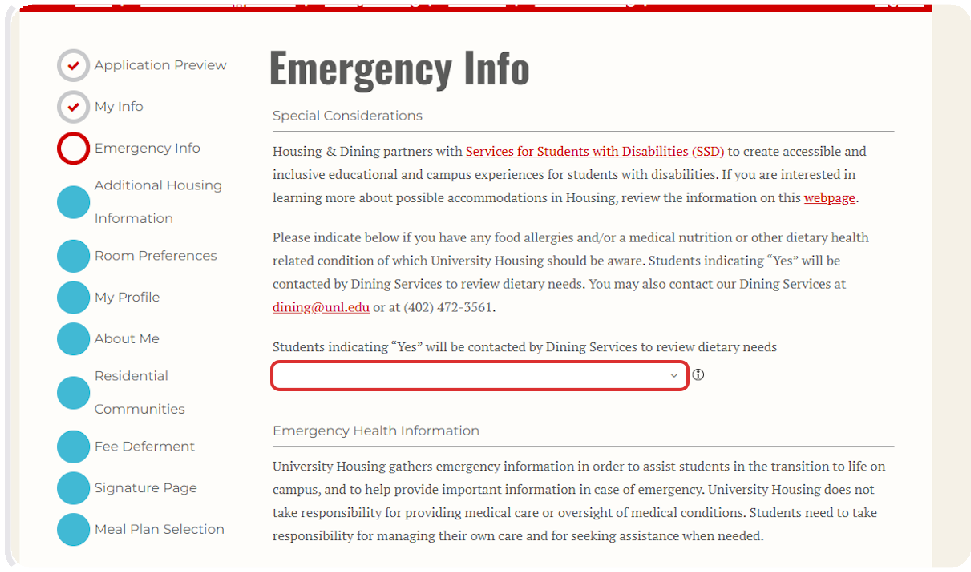 Application Preview
My Info
Emergency Info
Additional Housing
Information
Room Preferences
My Profile
About Me
Residential
Communities
Fee Deferment
Signature Page
Meal Plan Selection
Emergency Info
Special Considerations
Housing & Dining partners with Services for Students with Disabilities (SSD) to create accessible and
inclusive educational and campus experiences for students with disabilities. If you are interested in
learning more about possible accommodations in Housing, review the information on this webpage.
Please indicate below if you have any food allergies and/or a medical nutrition or other dietary health
related condition of which University Housing should be aware. Students indicating “Yes” will be
contacted by Dining Services to review dietary needs. You may also contact our Dining Services at
dining@unl.edu or at (402) 472-3561.
Students indicating “Yes” will be contacted by Dining Services to review dietary needs
Emergency Health Information
University Housing gathers emergency information in order to assist students in the transition to life on
campus, and to help provide important information in case of emergency. University Housing does not
take responsibility for providing medical care or oversight of medical conditions. Students need to take
responsibility for managing their own care and for seeking assistance when needed.